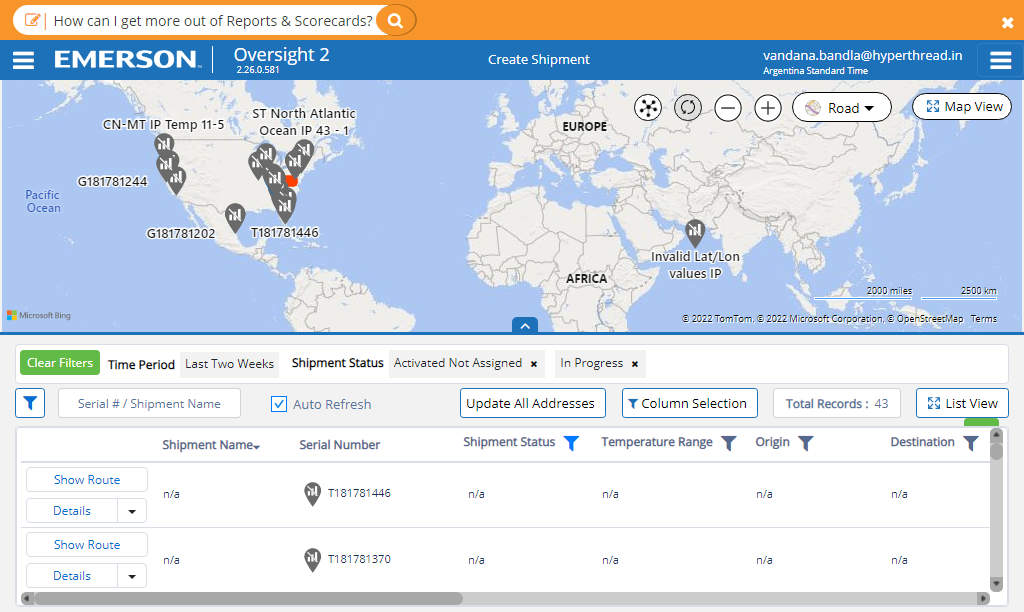 How can I get more out of Reports & Scorecards?
EMERSON
Oversight 2
2.26.0.581
Create Shipment
vandana.bandla@hyperthread.in
Argentina Standard Time
CN-MT IP Temp 11-5
ST North Atlantic
Ocean IP 43 - 1
EUROPE
Road
Map View
G181781244
Pacific
Ocean
G181781202
T181781446
Invalid Lat/Lon
values IP
AFRICA
2000 miles
2500 km
Microsoft Bing
© 2022 TomTom, © 2022 Microsoft Corporation, © OpenStreetMap Terms
Clear Filters
Time Period
Last Two Weeks
Shipment Status
Activated Not Assigned ×
In Progress ×
Serial # / Shipment Name
Auto Refresh
Update All Addresses
Column Selection
Total Records : 43
List View
Shipment Name
Serial Number
Shipment Status
Temperature Range
Origin
Destination
Show Route
Details
n/a
T181781446
n/a
n/a
n/a
n/a
Show Route
Details
n/a
T181781370
n/a
n/a
n/a
n/a